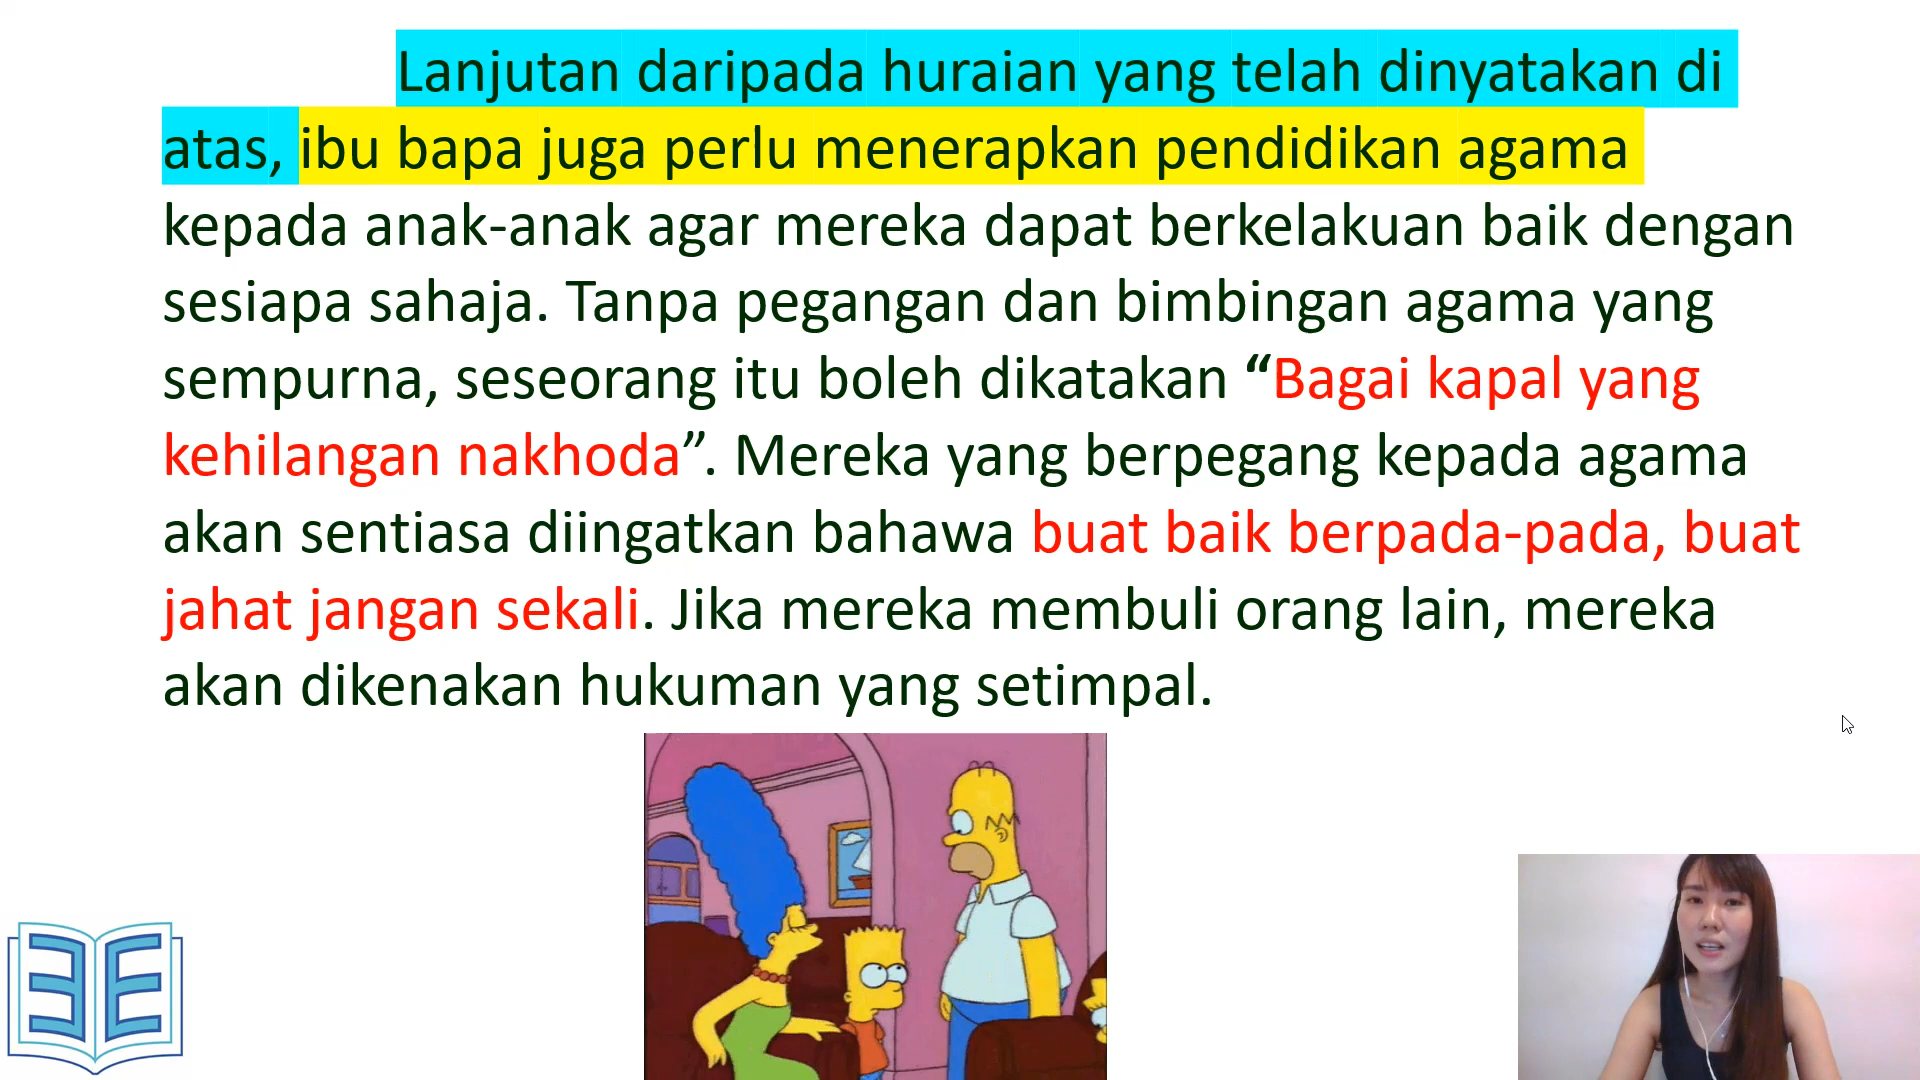 Lanjutan daripada huraian yang telah dinyatakan di
atas, ibu bapa juga perlu menerapkan pendidikan agama
kepada anak-anak agar mereka dapat berkelakuan baik dengan
sesiapa sahaja. Tanpa pegangan dan bimbingan agama yang
sempurna, seseorang itu boleh dikatakan “Bagai kapal yang
kehilangan nakhoda”. Mereka yang berpegang kepada agama
akan sentiasa diingatkan bahawa buat baik berpada-pada, buat
jahat jangan sekali. Jika mereka membuli orang lain, mereka
akan dikenakan hukuman yang setimpal.
EE